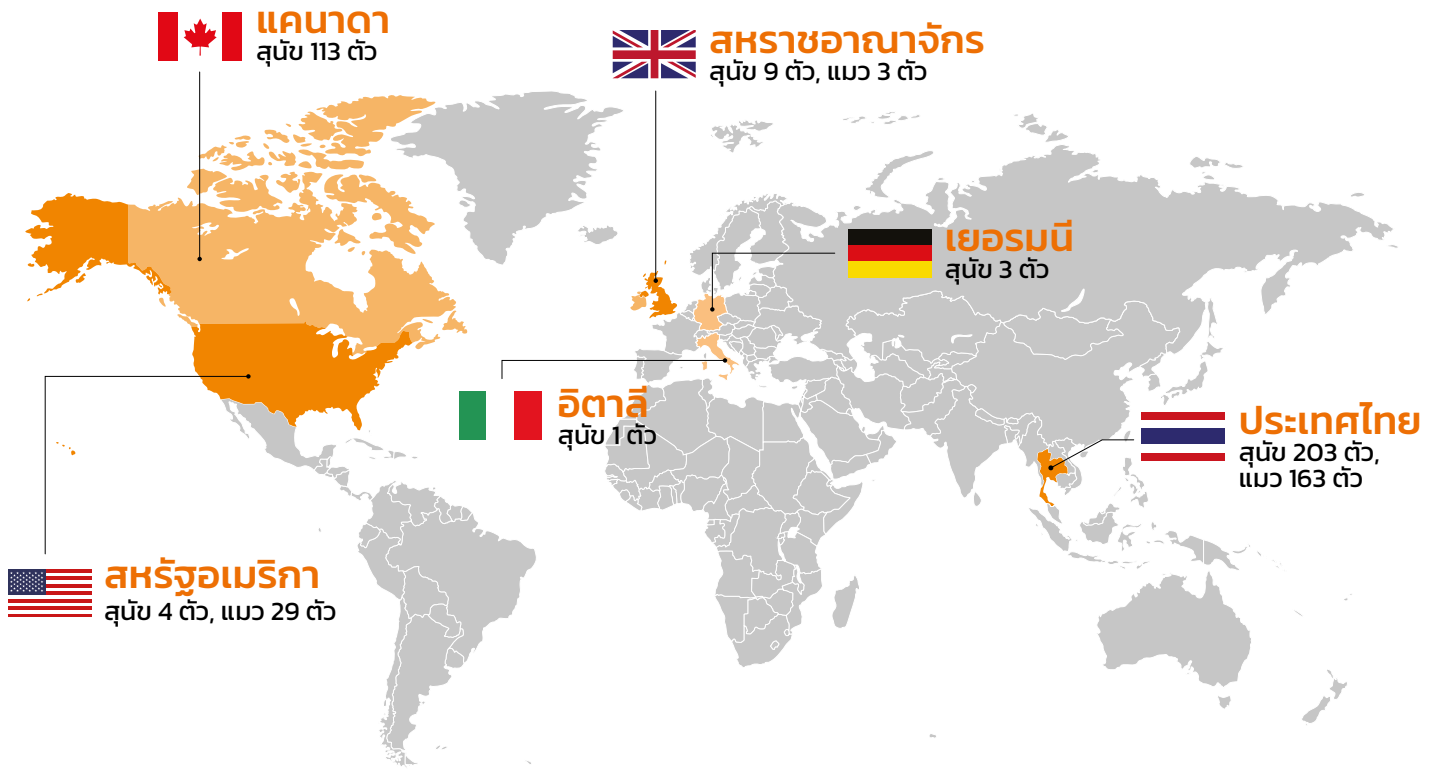 แคนาดา
สุนัข 113 ตัว
สหราชอาณาจักร
สุนัข 9 ตัว, แมว 3 ตัว
เยอรมนี
สุนัข 3 ตัว
อิตาลี
สุนัข 1 ตัว
ประเทศไทย
สุนัข 203 ตัว,
แมว 163 ตัว
สหรัฐอเมริกา
สุนัข 4 ตัว, แมว 29 ตัว